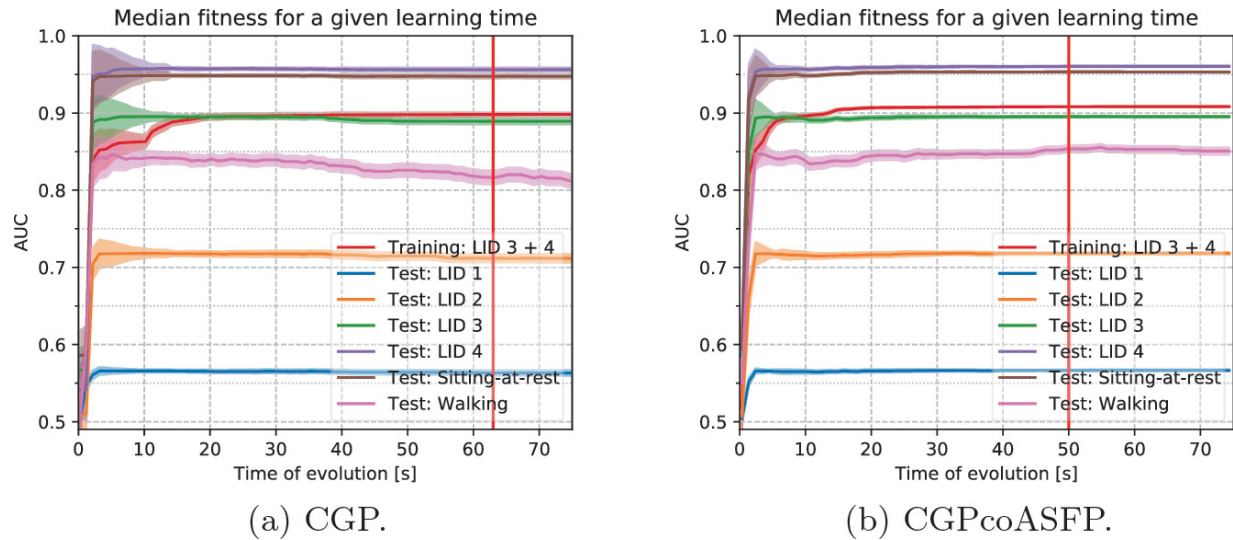 Median fitness for a given learning time
1.0
0.9
0.8
0.7
0.6
0.5
AUC
Training: LID 3 + 4
Test: LID 1
Test: LID 2
Test: LID 3
Test: LID 4
Test: Sitting-at-rest
Test: Walking
0 10 20 30 40 50 60 70
Time of evolution [s]
(a) CGP.
Median fitness for a given learning time
1.0
0.9
0.8
0.7
0.6
0.5
AUC
Training: LID 3 + 4
Test: LID 1
Test: LID 2
Test: LID 3
Test: LID 4
Test: Sitting-at-rest
Test: Walking
0 10 20 30 40 50 60 70
Time of evolution [s]
(b) CGPcoASFP.